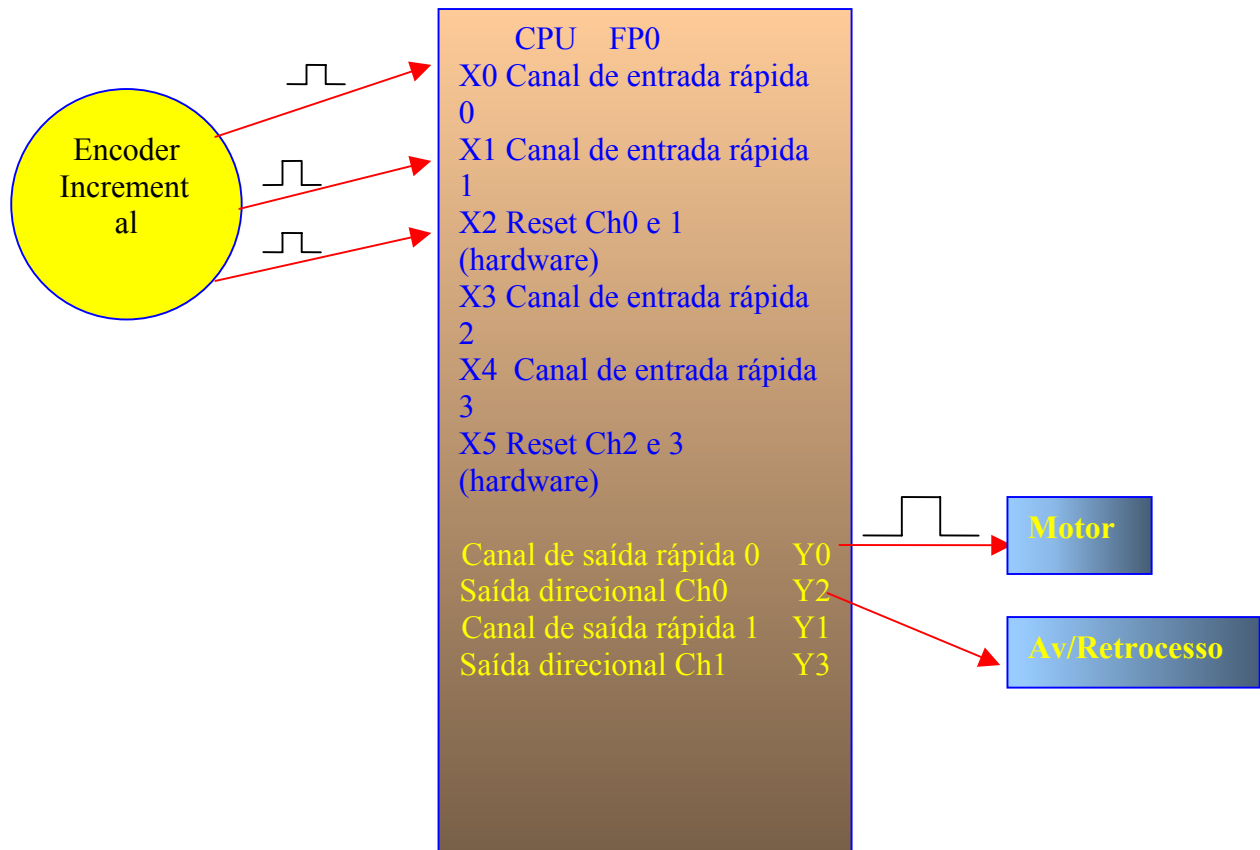 Encoder
Increment
al
CPU FP0
X0 Canal de entrada rápida
0
X1 Canal de entrada rápida
1
X2 Reset Ch0 e 1
(hardware)
X3 Canal de entrada rápida
2
X4 Canal de entrada rápida
3
X5 Reset Ch2 e 3
(hardware)
Canal de saída rápida 0 Y0
Saída direcional Ch0 Y2
Canal de saída rápida 1 Y1
Saída direcional Ch1 Y3
Motor
Av/Retrocesso